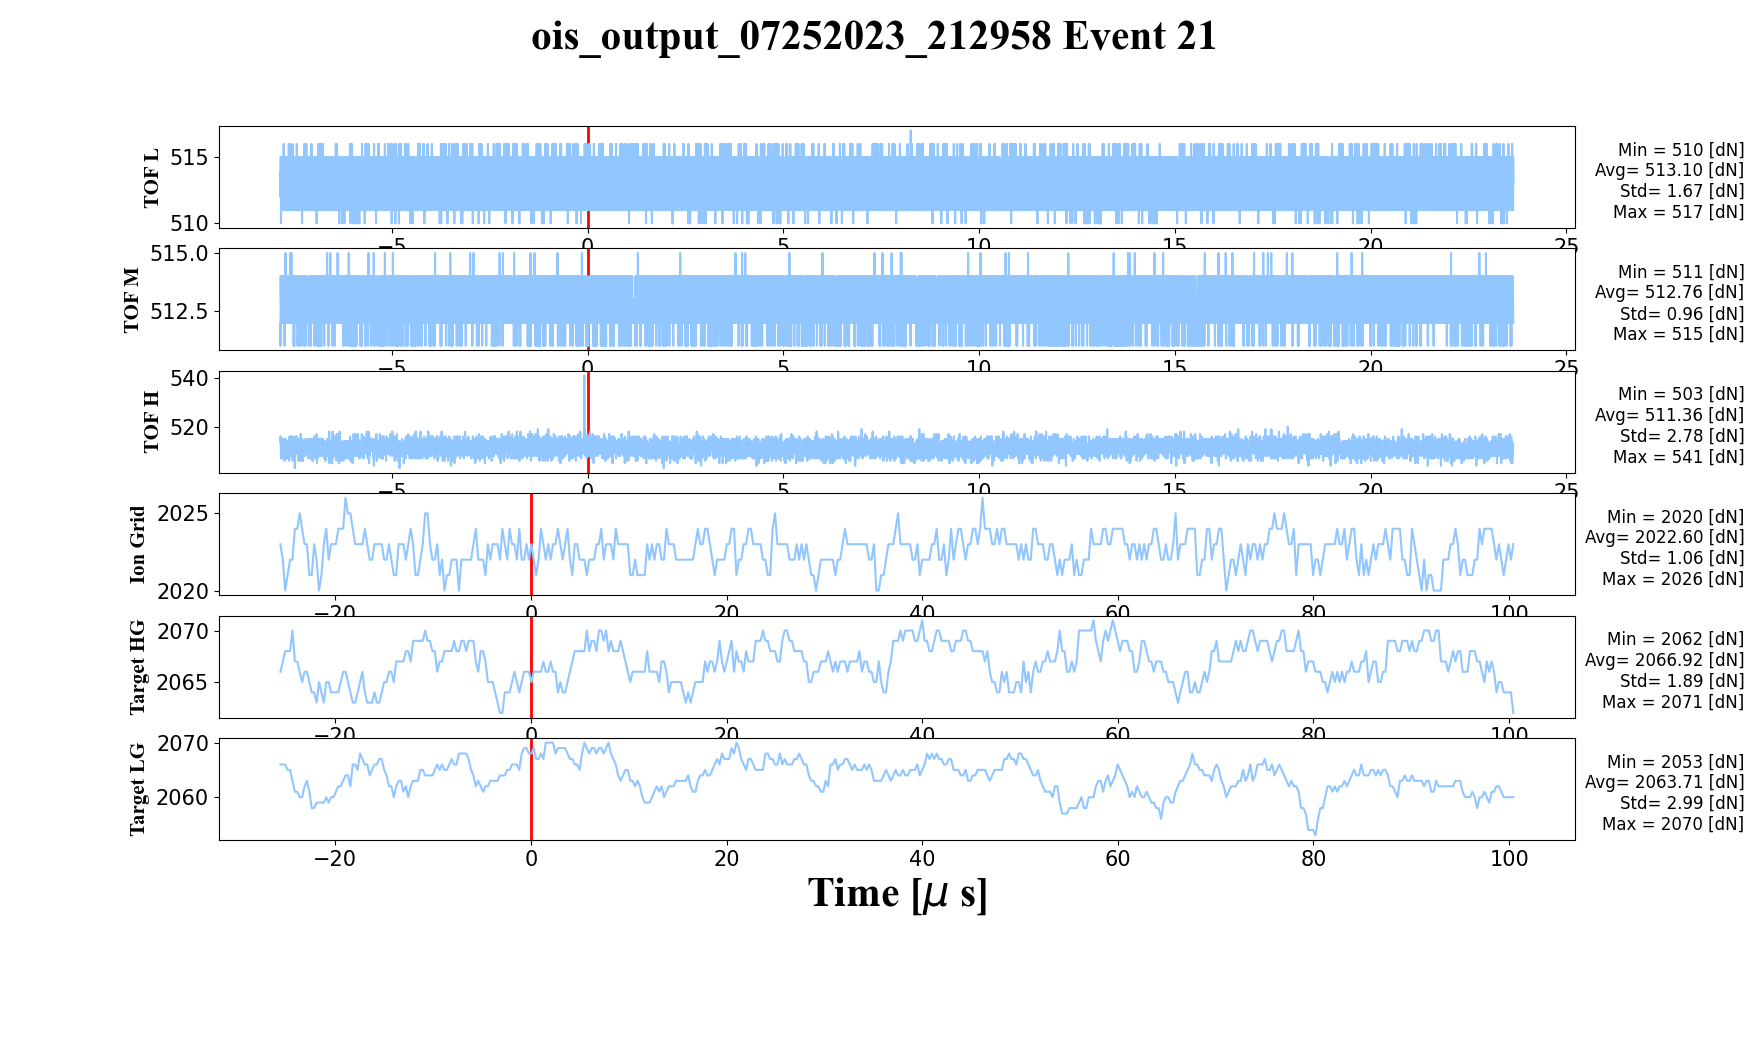 ois_output_07252023_212958 Event 21
TOF L
515
510
−5
0
5
10
15
20
25
Min = 510 [dN]
Avg= 513.10 [dN]
Std= 1.67 [dN]
Max = 517 [dN]
TOF M
515.0
512.5
−5
0
5
10
15
20
25
Min = 511 [dN]
Avg= 512.76 [dN]
Std= 0.96 [dN]
Max = 515 [dN]
TOF H
540
520
−5
0
5
10
15
20
25
Min = 503 [dN]
Avg= 511.36 [dN]
Std= 2.78 [dN]
Max = 541 [dN]
Ion Grid
2025
2020
−20
0
20
40
60
80
100
Min = 2020 [dN]
Avg= 2022.60 [dN]
Std= 1.06 [dN]
Max = 2026 [dN]
Target HG
2070
2065
−20
0
20
40
60
80
100
Min = 2062 [dN]
Avg= 2066.92 [dN]
Std= 1.89 [dN]
Max = 2071 [dN]
Target LG
2070
2060
−20
0
20
40
60
80
100
Min = 2053 [dN]
Avg= 2063.71 [dN]
Std= 2.99 [dN]
Max = 2070 [dN]
Time [μ s]